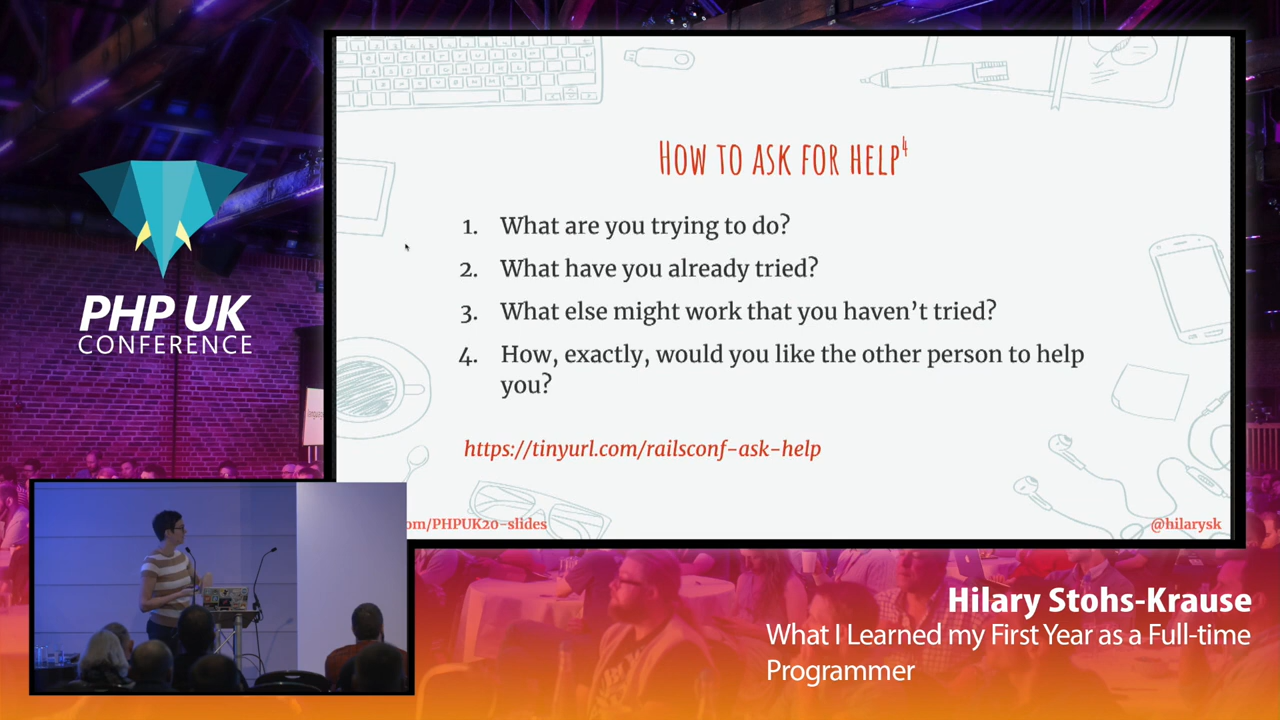 How to ask for help4
1. What are you trying to do?
2. What have you already tried?
3. What else might work that you haven't tried?
4. How, exactly, would you like the other person to help
you?
https://tinyurl.com/railsconf-ask-help
om/PHPUK20-slides
@hilarysk
PHP UK
CONFERENCE
Hilary Stohs-Krause
What I Learned my First Year as a Full-time
Programmer